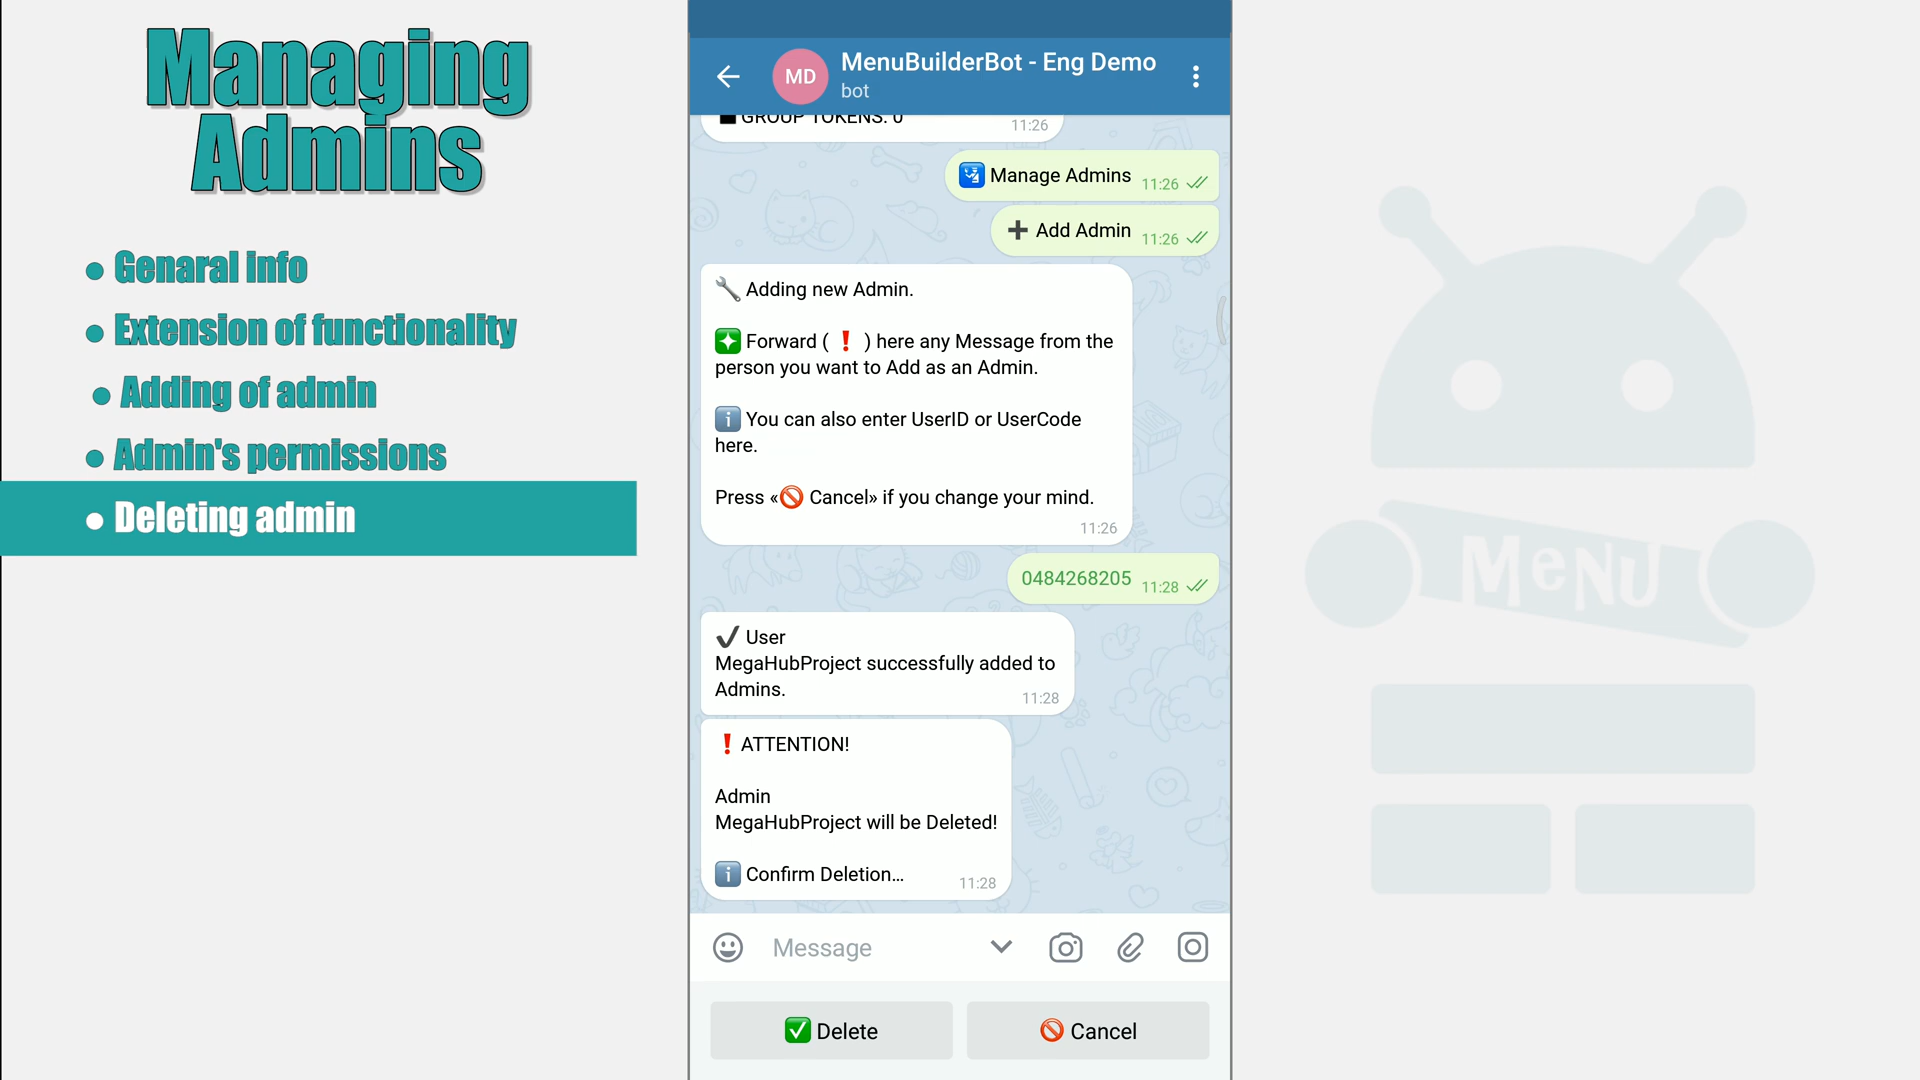 Managing
Admins
● Genaral info
● Extension of functionality
● Adding of admin
● Admin's permissions
● Deleting admin
MD
MenuBuilderBot - Eng Demo
bot
GROUP TOKENS: 0
11:26
Manage Admins 11:26
➕ Add Admin 11:26
🔧 Adding new Admin.
Forward ( ❗ ) here any Message from the
person you want to Add as an Admin.
ℹ️ You can also enter UserID or UserCode
here.
Press «🚫 Cancel» if you change your mind.
11:26
0484268205 11:28
✔️ User
MegaHubProject successfully added to
Admins.
11:28
❗ ATTENTION!
Admin
MegaHubProject will be Deleted!
ℹ️ Confirm Deletion...
11:28
Message
✅ Delete
🚫 Cancel
MeNU